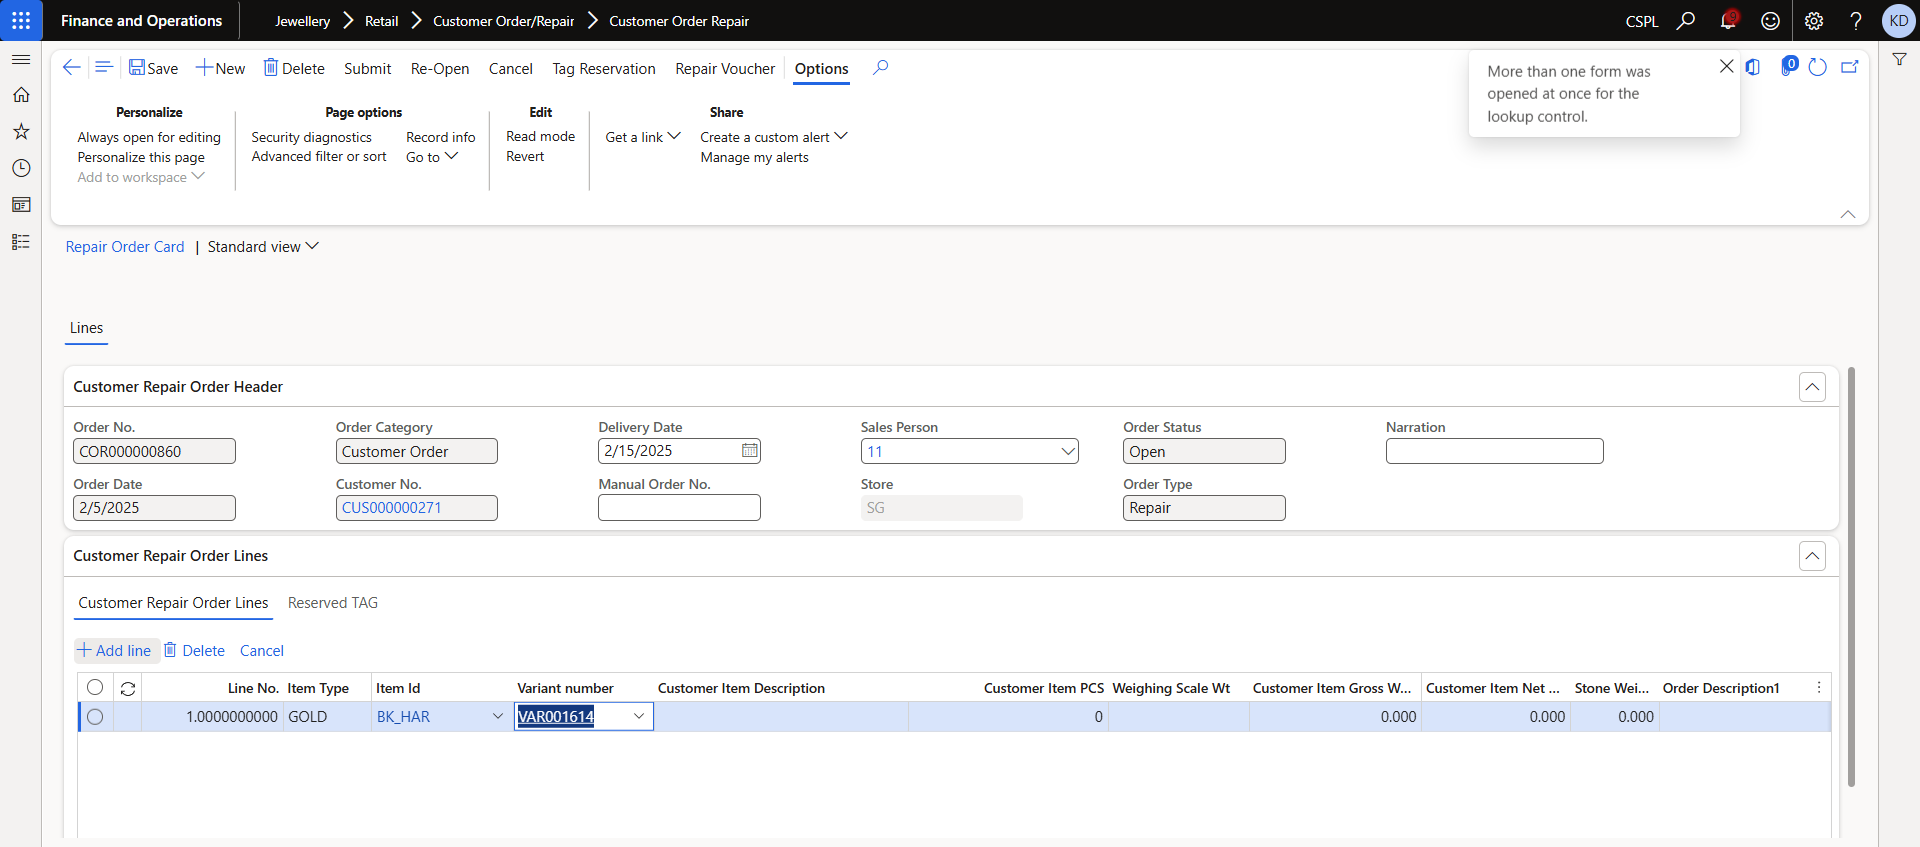 Finance and Operations
Jewellery > Retail > Customer Order/Repair > Customer Order Repair
CSPL
9
KD
Save
New
Delete
Submit
Re-Open
Cancel
Tag Reservation
Repair Voucher
Options
0
More than one form was
opened at once for the
lookup control.
Personalize
Always open for editing
Personalize this page
Add to workspace
Page options
Security diagnostics
Advanced filter or sort
Record info
Go to
Edit
Read mode
Revert
Get a link
Share
Create a custom alert
Manage my alerts
Repair Order Card | Standard view
Lines
Customer Repair Order Header
Order No. Order Category Delivery Date Sales Person Order Status Narration
COR000000860 Customer Order 2/15/2025 11 Open
Order Date Customer No. Manual Order No. Store Order Type
2/5/2025 CUS000000271 SG Repair
Customer Repair Order Lines
Customer Repair Order Lines Reserved TAG
Add line Delete Cancel
Line No. Item Type Item Id Variant number Customer Item Description Customer Item PCS Weighing Scale Wt Customer Item Gross W... Customer Item Net ... Stone Wei... Order Description1
1.0000000000 GOLD BK_HAR VAR001614 0 0.000 0.000 0.000